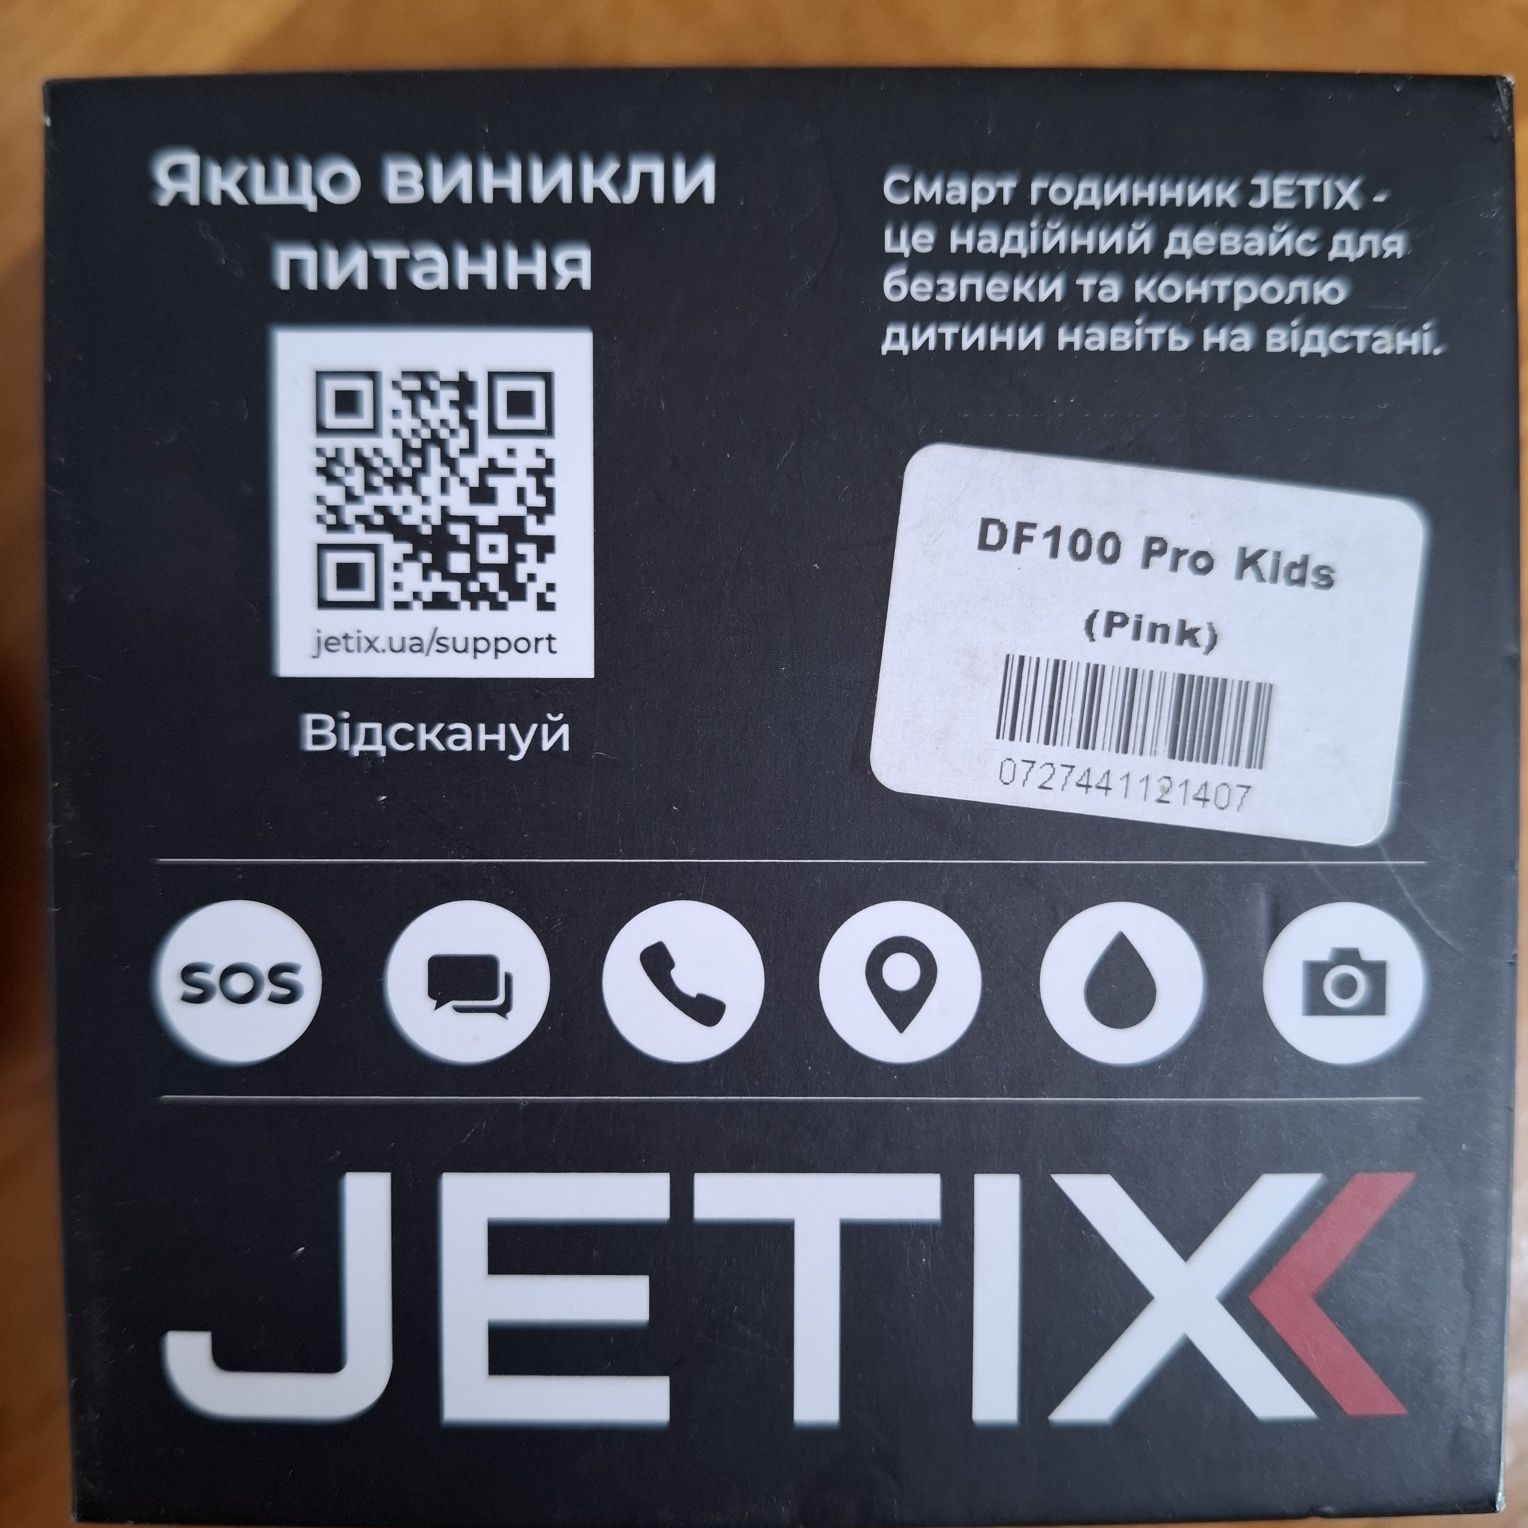 Якщо виникли
питання
jetix.ua/support
Відскануй
Смарт годинник JETIX -
це надійний девайс для
безпеки та контролю
дитини навіть на відстані.
DF100 Pro Kids
(Pink)
0727441121407
SOS
JETIX